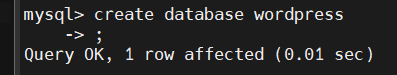 mysql> create database wordpress
    -> ;
Query OK, 1 row affected (0.01 sec)